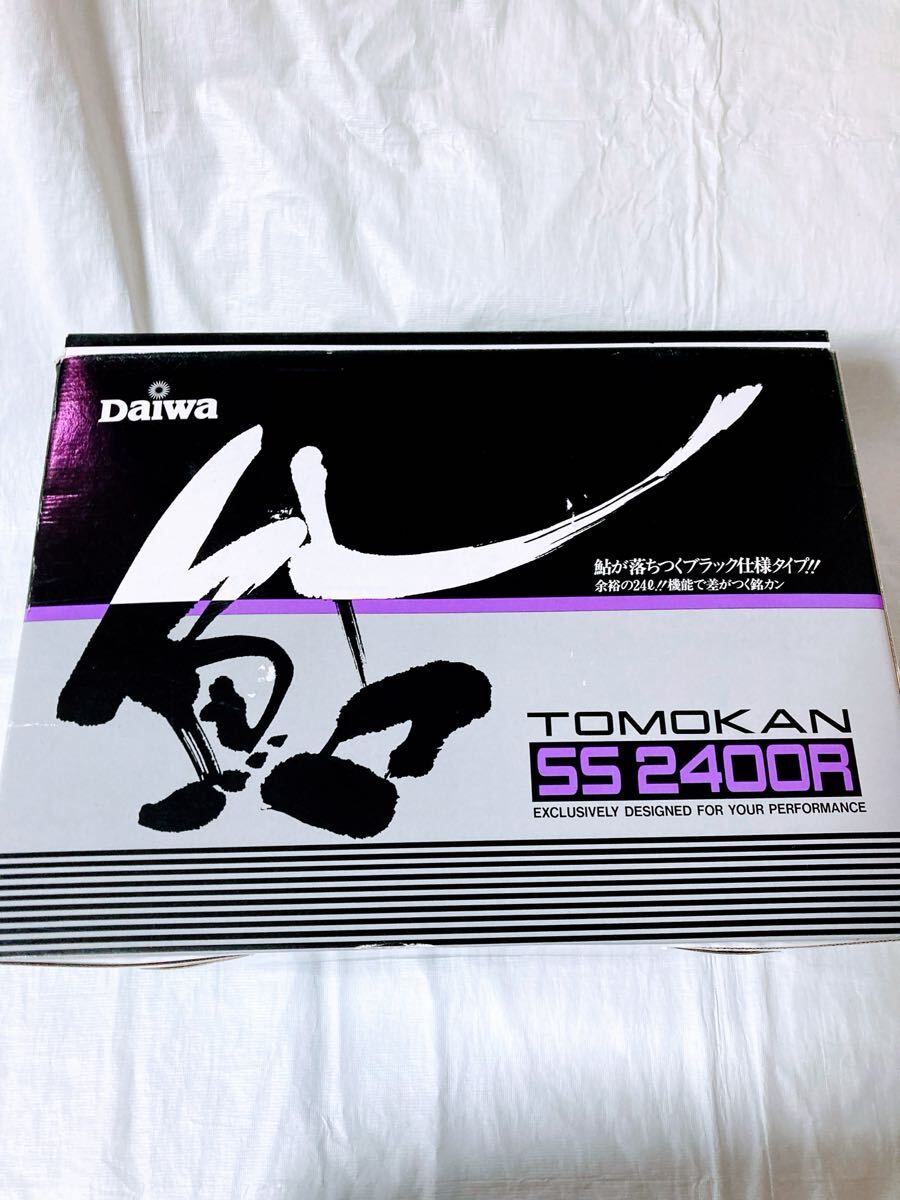 Daiwa
鮎
鮎が落ちつくブラック仕様タイプ!!
余裕の24ℓ!!機能で差がつく銘カン
TOMOKAN
SS 2400R
EXCLUSIVELY DESIGNED FOR YOUR PERFORMANCE